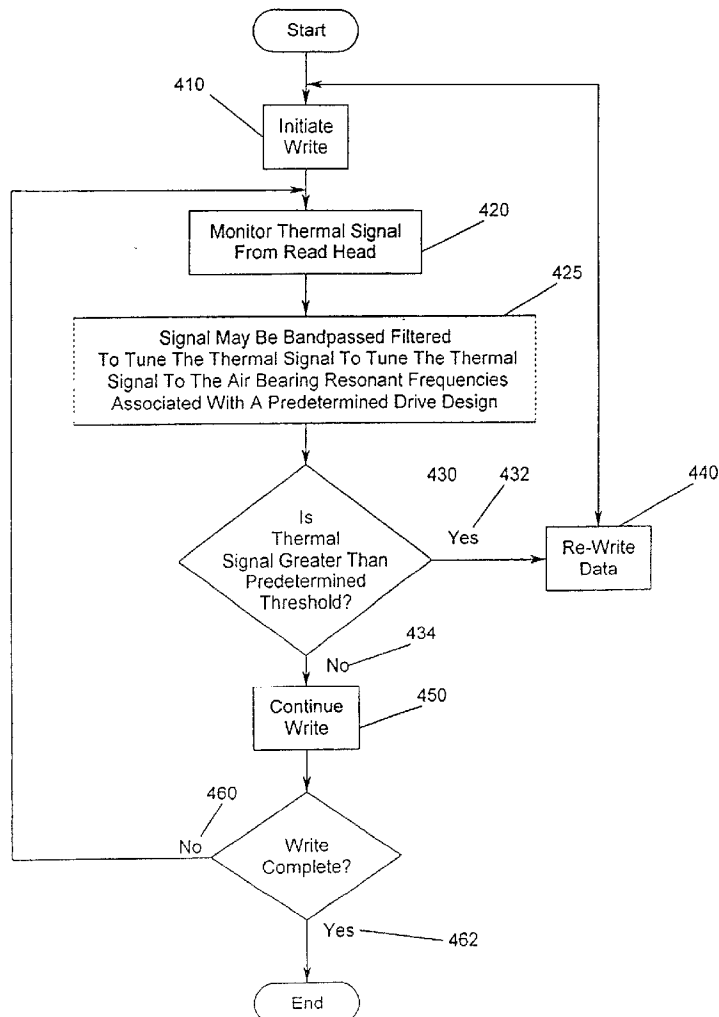 Start
410
Initiate
Write
420
Monitor Thermal Signal
From Read Head
425
Signal May Be Bandpassed Filtered
To Tune The Thermal Signal To Tune The Thermal
Signal To The Air Bearing Resonant Frequencies
Associated With A Predetermined Drive Design
430
432
440
Is
Thermal
Signal Greater Than
Predetermined
Threshold?
Yes
Re-Write
Data
434
No
450
Continue
Write
460
No
Write
Complete?
Yes
462
End